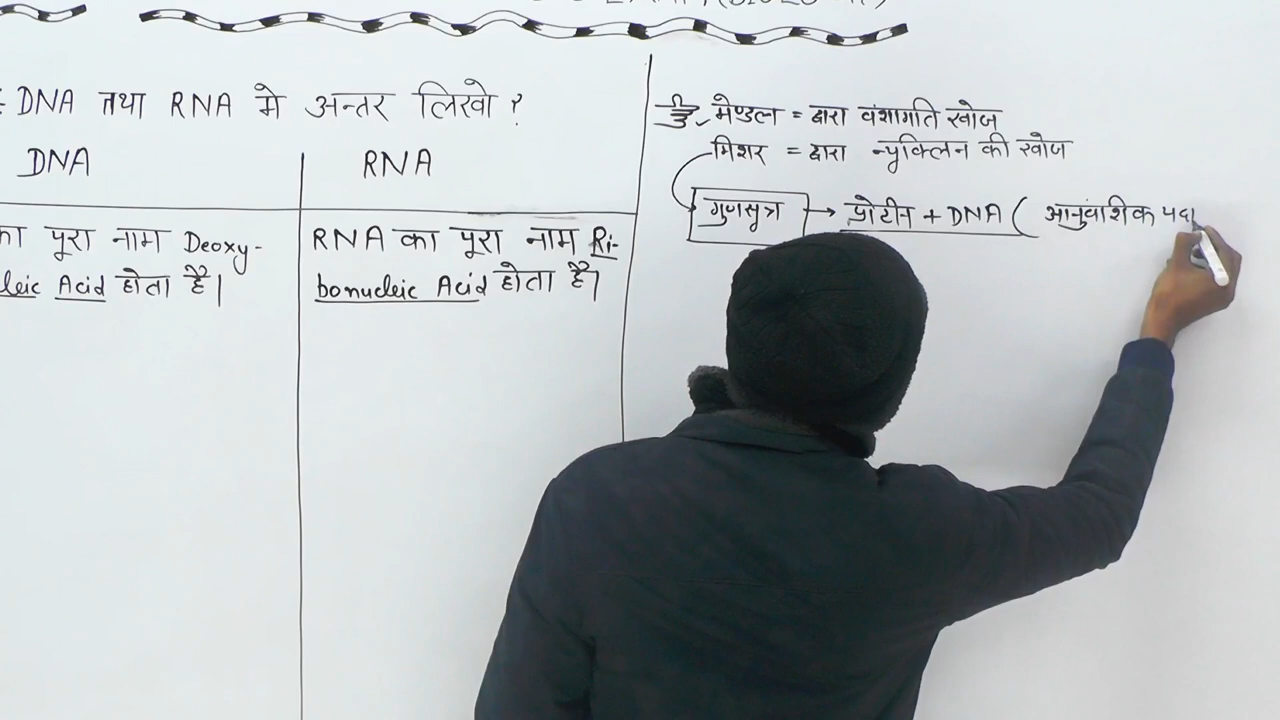 DNA तथा RNA मे अन्तर लिखो ?
DNA
RNA
का पूरा नाम Deoxy-
leic Acid होता है।
RNA का पूरा नाम Ri-
bonucleic Acid होता है।
मेण्डल = द्वारा वंशागति खोज
मिशर = द्वारा न्यूक्लिन की खोज
गुणसूत्र → प्रोटीन + DNA ( आनुवांशिक पदा